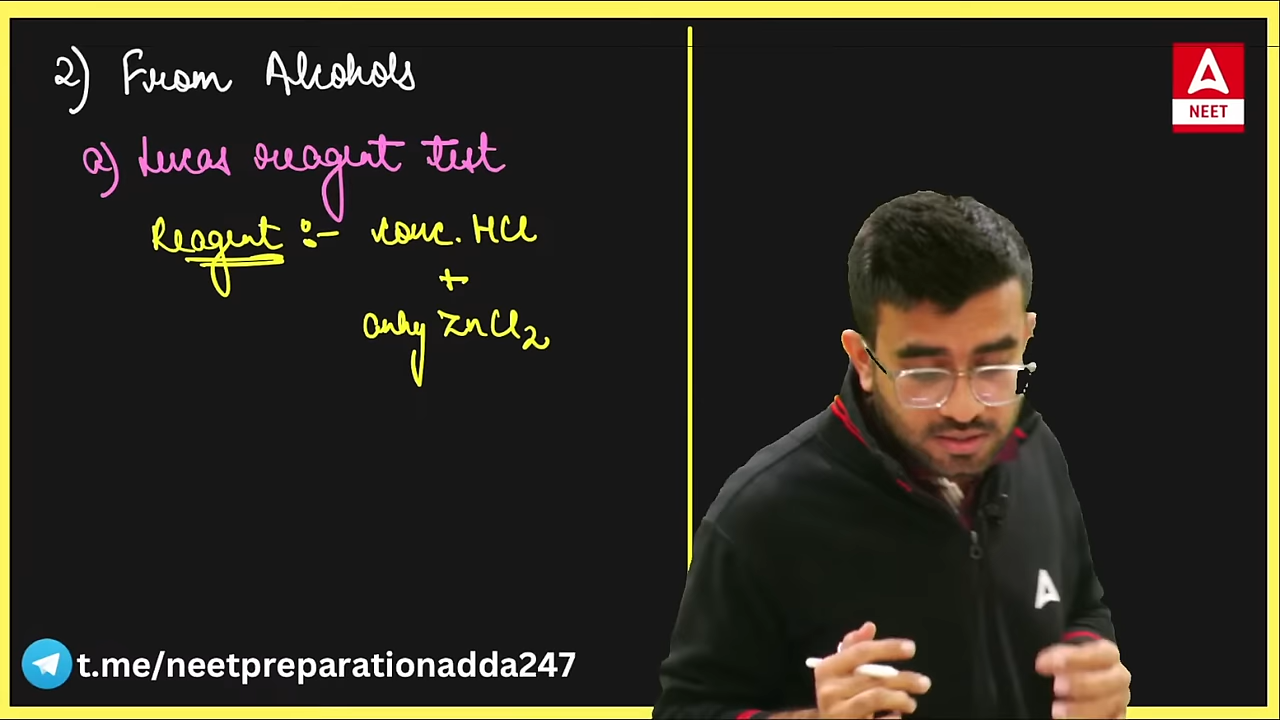 2) From Alcohols
a) Lucas reagent test
Reagent :- conc. HCl
+
anhy ZnCl2
NEET
t.me/neetpreparationadda247